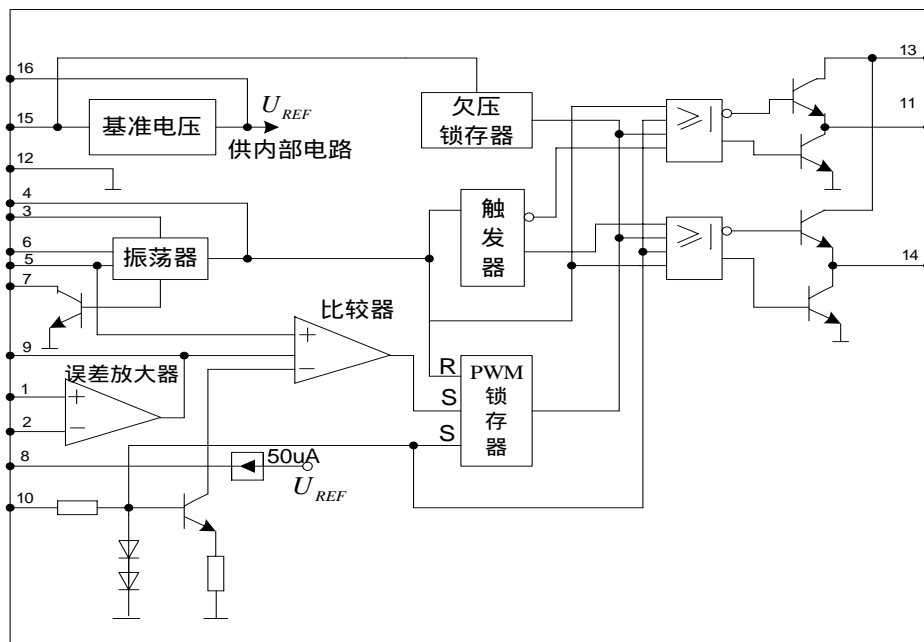 13
16
U_REF
11
15
基准电压
欠压
锁存器
≥1
供内部电路
12
4
3
触
发
器
≥1
6
振荡器
5
14
7
比较器
+
−
9
误差放大器
R
PWM
锁
存
器
1
+
S
2
−
S
8
50uA
U_REF
10